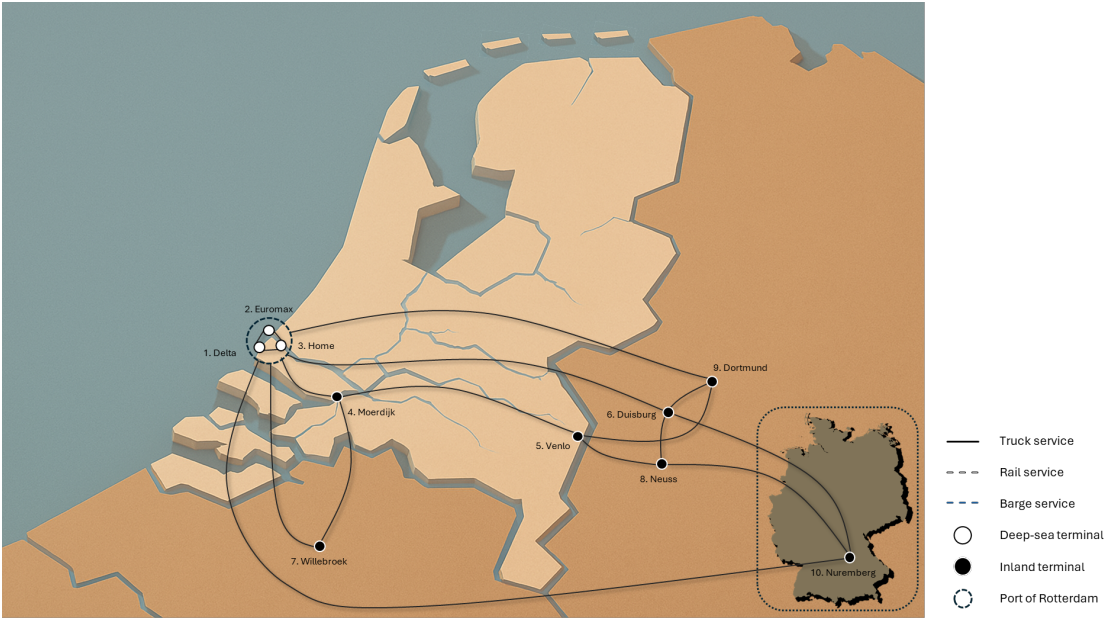 2. Euromax
1. Delta
3. Home
9. Dortmund
4. Moerdijk
6. Duisburg
5. Venlo
8. Neuss
7. Willebroek
10. Nuremberg
Truck service
Rail service
Barge service
Deep-sea terminal
Inland terminal
Port of Rotterdam